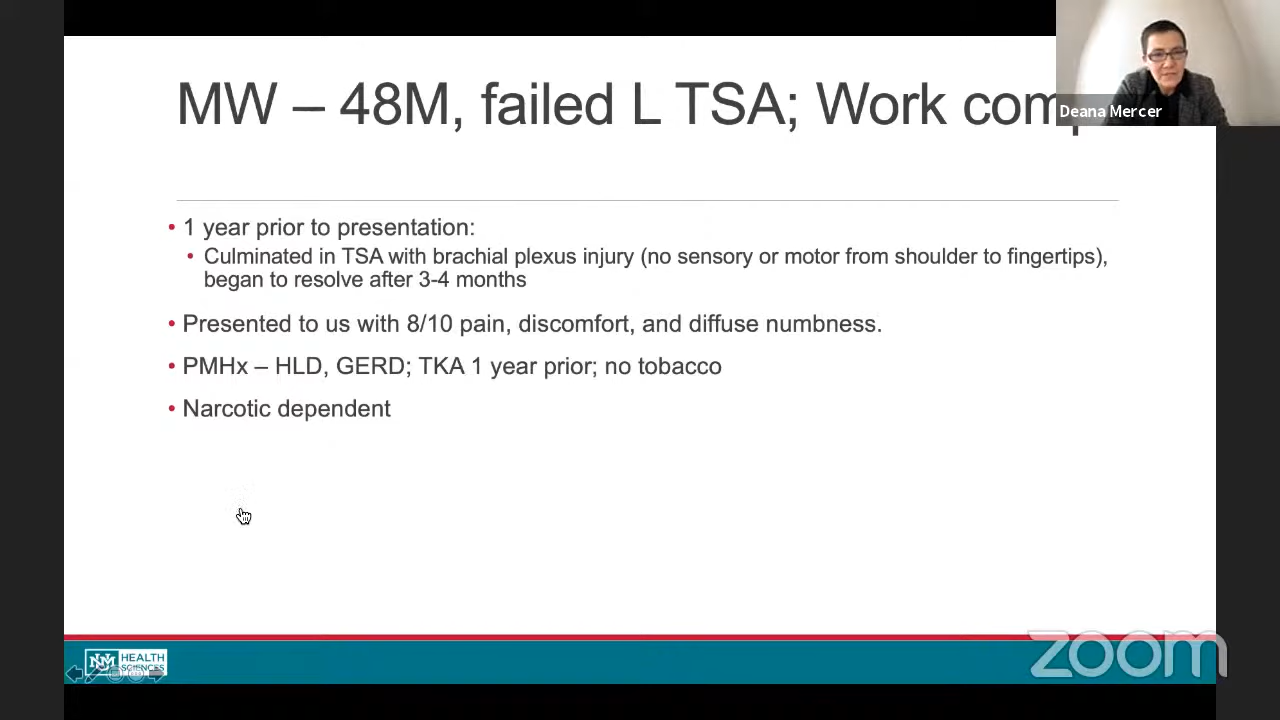 MW – 48M, failed L TSA; Work comp
Deana Mercer
• 1 year prior to presentation:
• Culminated in TSA with brachial plexus injury (no sensory or motor from shoulder to fingertips),
began to resolve after 3-4 months
• Presented to us with 8/10 pain, discomfort, and diffuse numbness.
• PMHx – HLD, GERD; TKA 1 year prior; no tobacco
• Narcotic dependent
UNM HEALTH
SCIENCES
zoom